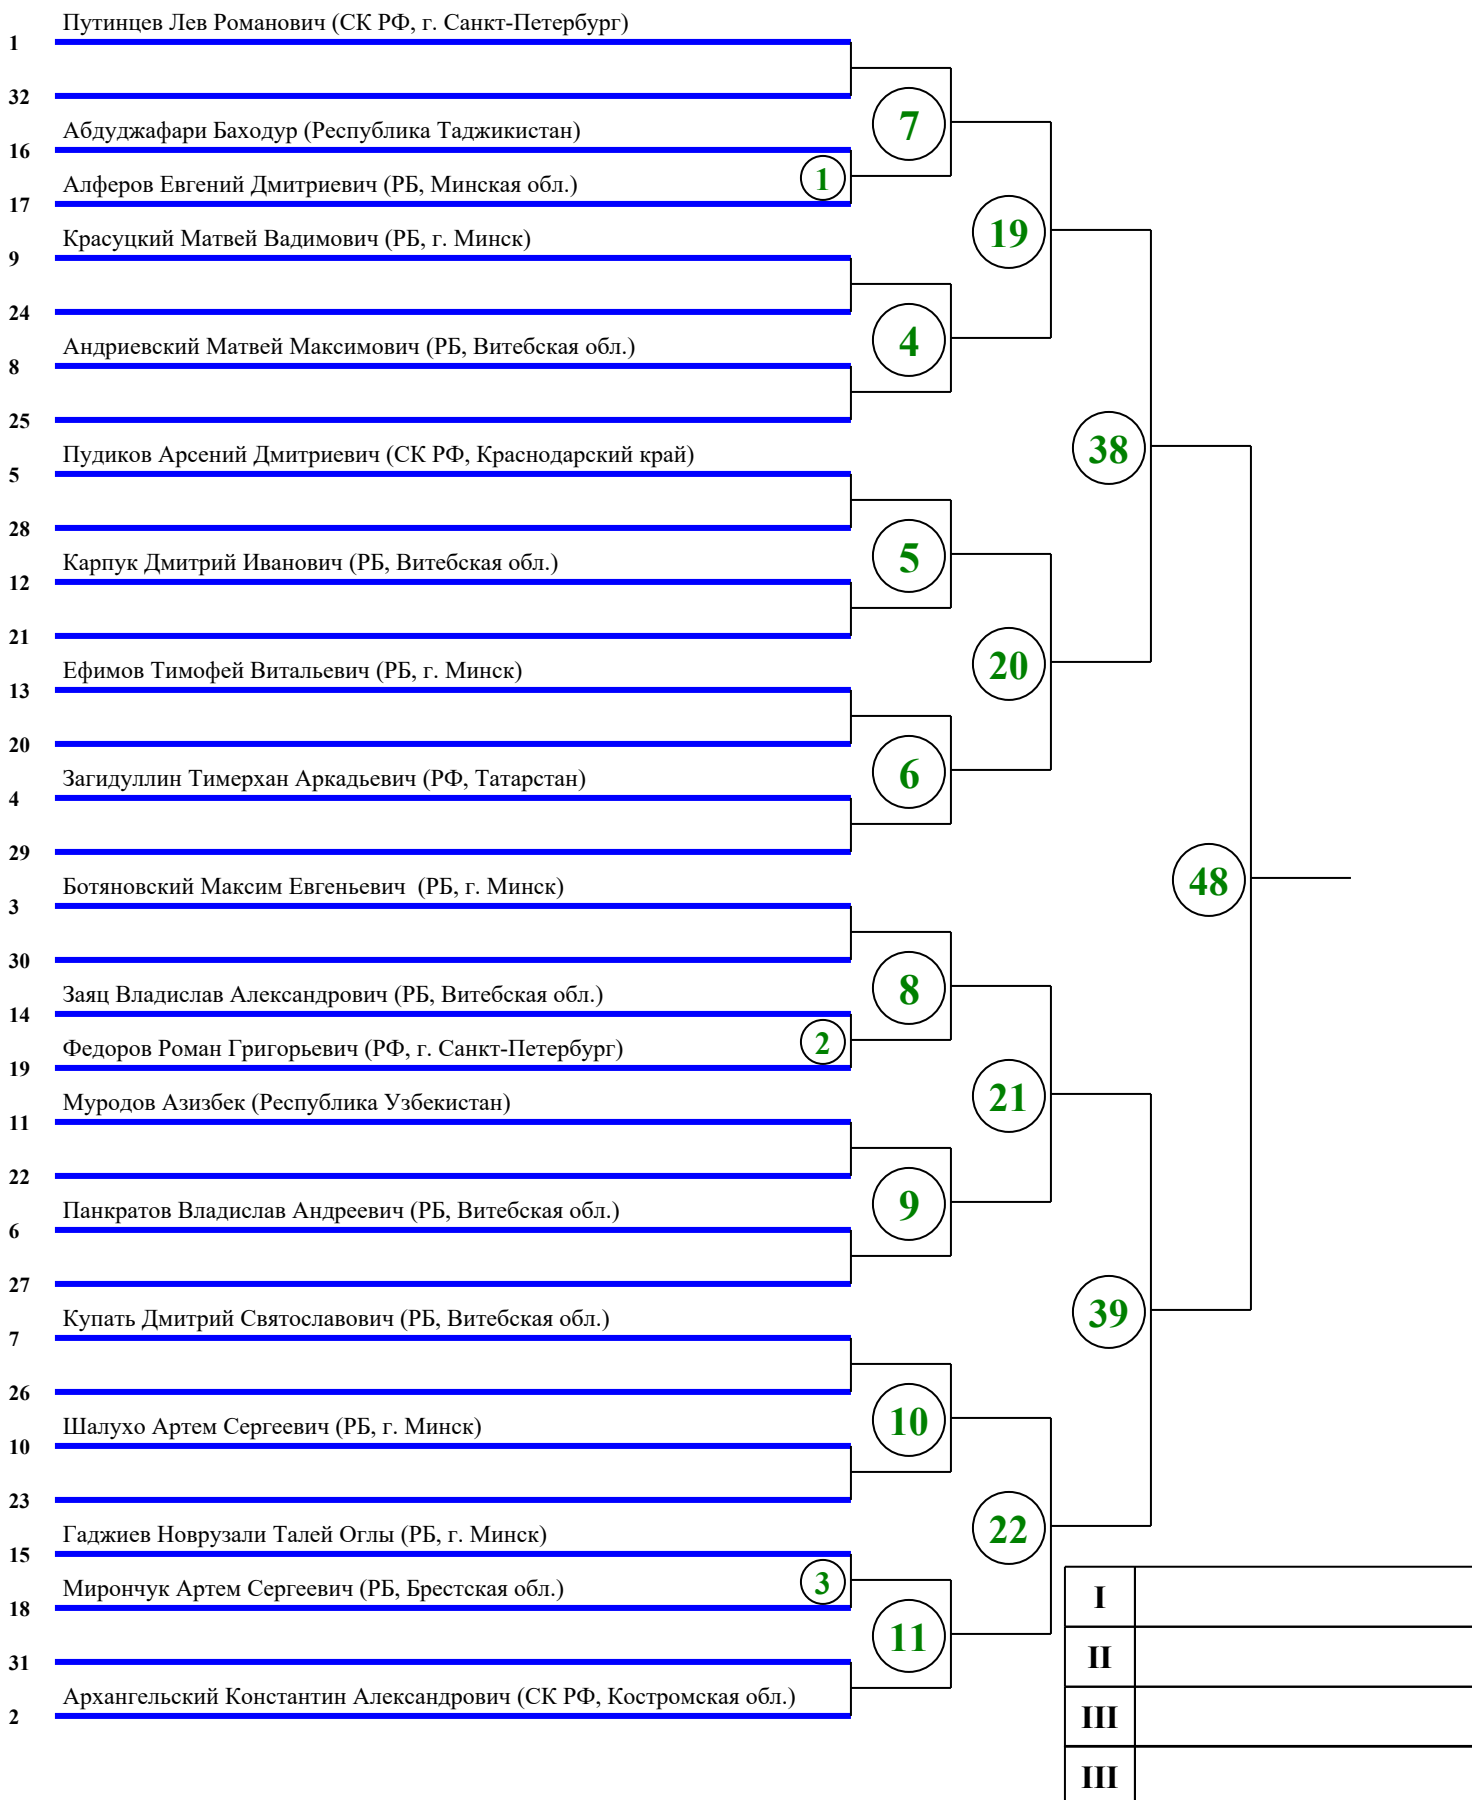 Путинцев Лев Романович (СК РФ, г. Санкт-Петербург)
1
32
7
Абдуджафари Баходур (Республика Таджикистан)
16
Алферов Евгений Дмитриевич (РБ, Минская обл.)
1
17
Красуцкий Матвей Вадимович (РБ, г. Минск)
19
9
24
Андриевский Матвей Максимович (РБ, Витебская обл.)
4
8
25
Пудиков Арсений Дмитриевич (СК РФ, Краснодарский край)
38
5
28
Карпук Дмитрий Иванович (РБ, Витебская обл.)
5
12
21
Ефимов Тимофей Витальевич (РБ, г. Минск)
20
13
20
Загидуллин Тимерхан Аркадьевич (РФ, Татарстан)
6
4
29
Ботяновский Максим Евгеньевич  (РБ, г. Минск)
48
3
30
Заяц Владислав Александрович (РБ, Витебская обл.)
8
14
Федоров Роман Григорьевич (РФ, г. Санкт-Петербург)
2
19
Муродов Азизбек (Республика Узбекистан)
21
11
22
Панкратов Владислав Андреевич (РБ, Витебская обл.)
9
6
27
Купать Дмитрий Святославович (РБ, Витебская обл.)
39
7
26
Шалухо Артем Сергеевич (РБ, г. Минск)
10
10
23
Гаджиев Новрузали Талей Оглы (РБ, г. Минск)
22
15
Мирончук Артем Сергеевич (РБ, Брестская обл.)
3
18
11
31
Архангельский Константин Александрович (СК РФ, Костромская обл.)
2
I
II
III
III